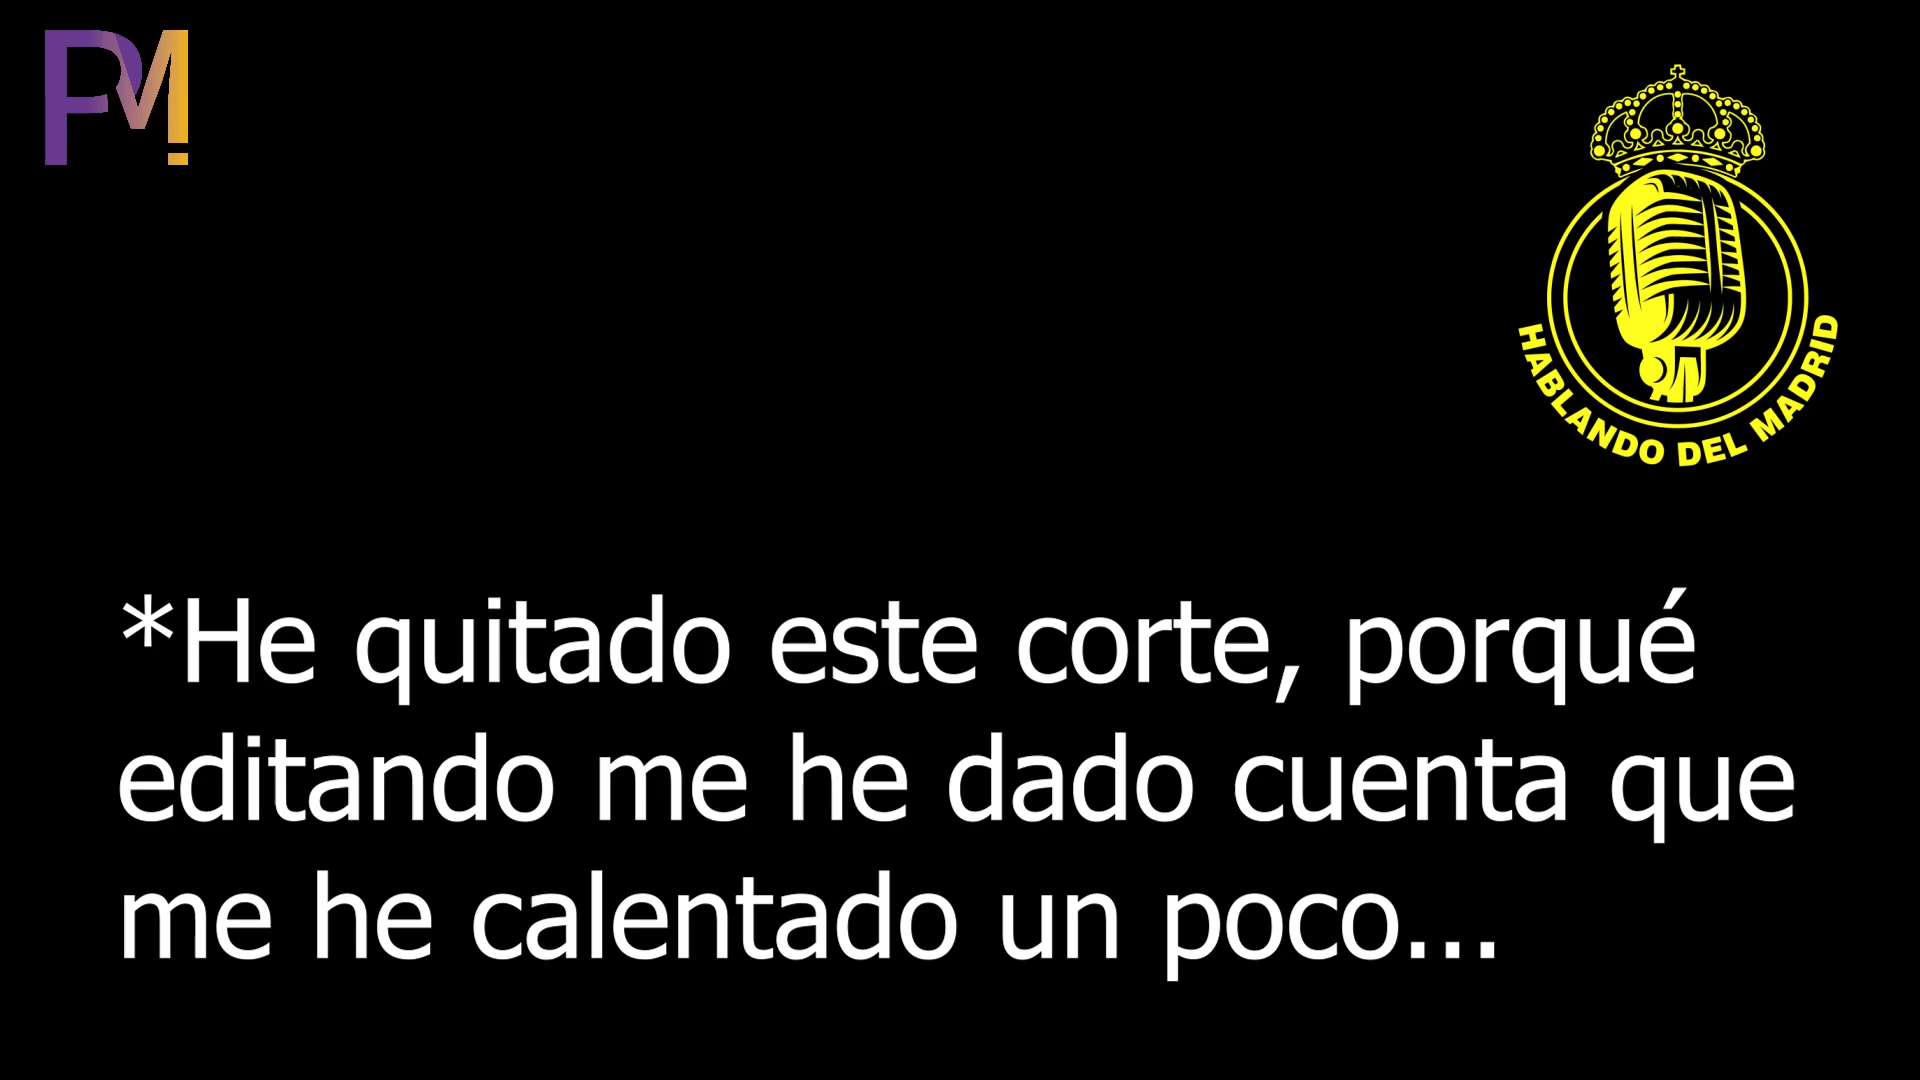 PM!
HABLANDO DEL MADRID
*He quitado este corte, porqué
editando me he dado cuenta que
me he calentado un poco...